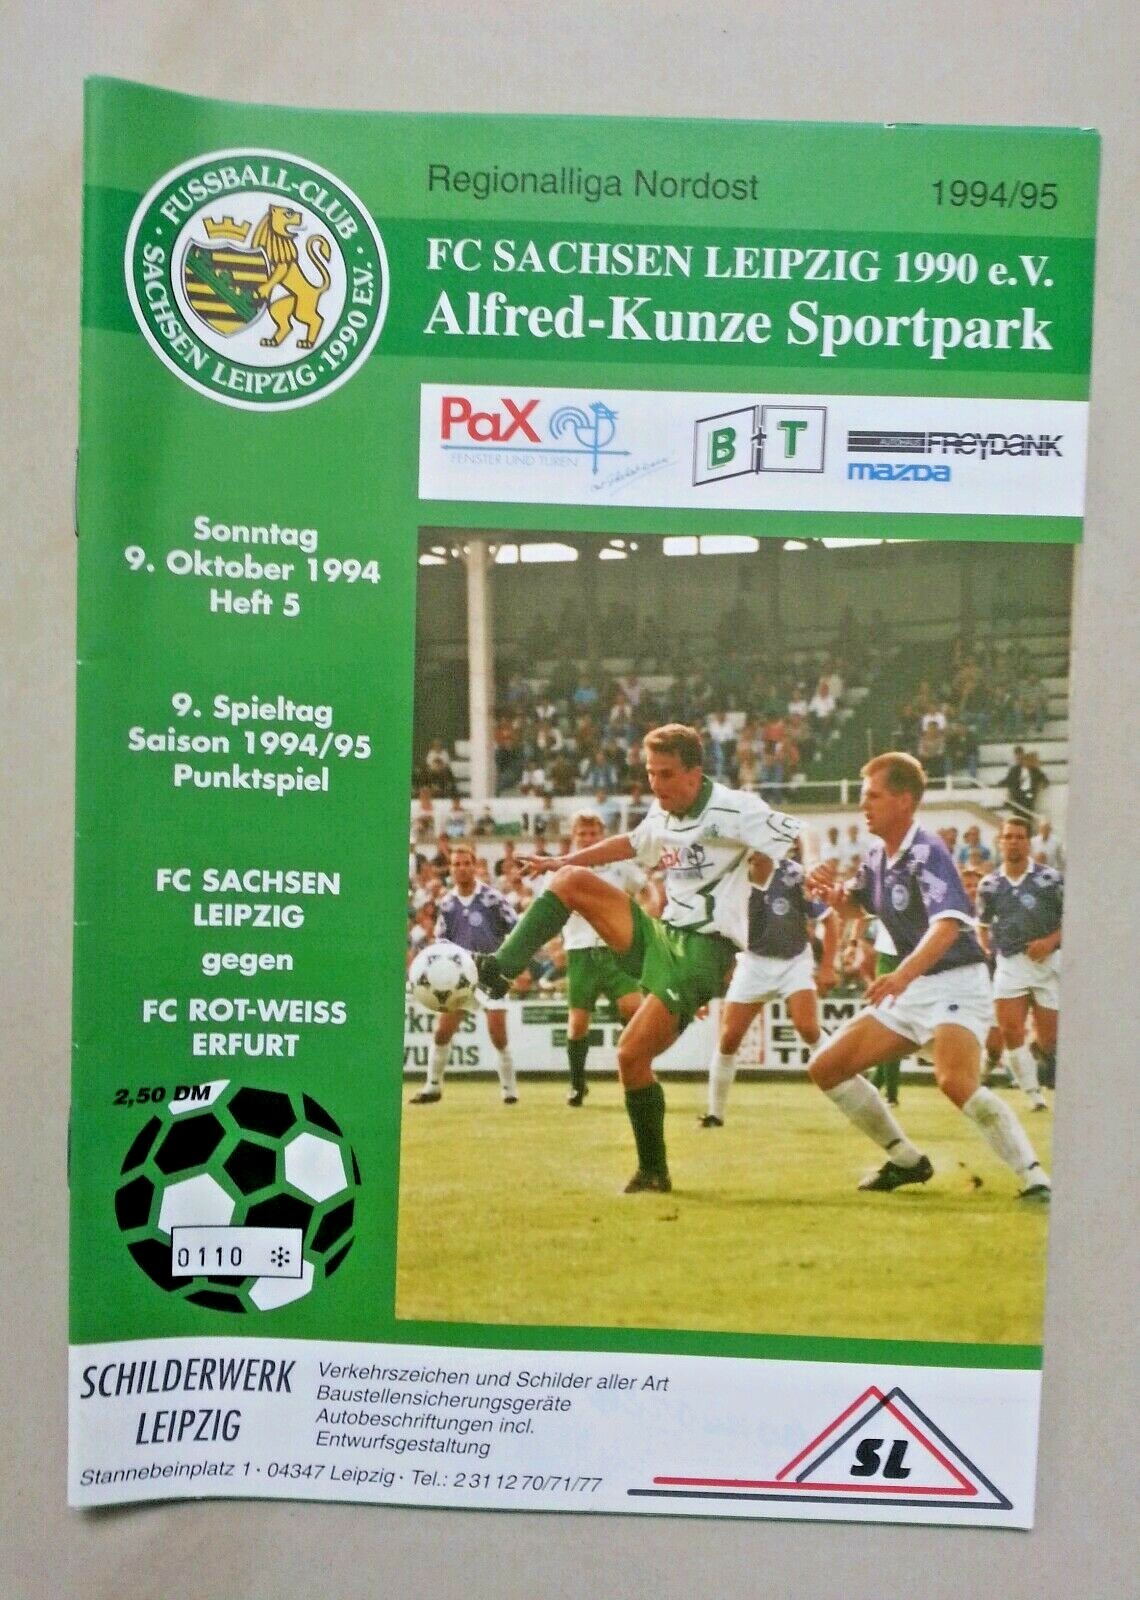 FUSSBALL-CLUB
SACHSEN LEIPZIG · 1990 E.V.
Regionalliga Nordost
1994/95
FC SACHSEN LEIPZIG 1990 e.V.
Alfred-Kunze Sportpark
PaX
FENSTER UND TÜREN
B+T
AUTOHAUS FREYDANK
mazda
Sonntag
9. Oktober 1994
Heft 5
9. Spieltag
Saison 1994/95
Punktspiel
FC SACHSEN
LEIPZIG
gegen
FC ROT-WEISS
ERFURT
PaX
2,50 DM
0110 ✻
SCHILDERWERK
LEIPZIG
Verkehrszeichen und Schilder aller Art
Baustellensicherungsgeräte
Autobeschriftungen incl.
Entwurfsgestaltung
Stannebeinplatz 1 · 04347 Leipzig · Tel.: 2 31 12 70/71/77
SL